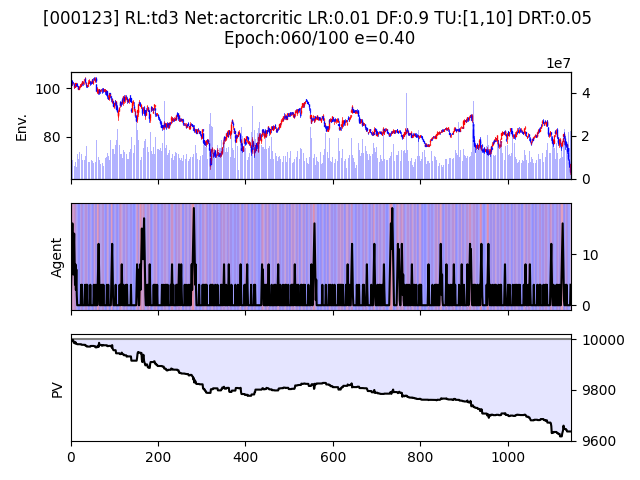 [000123] RL:td3 Net:actorcritic LR:0.01 DF:0.9 TU:[1,10] DRT:0.05
Epoch:060/100 e=0.40
1e7
Env.
100
80
4
2
0
Agent
10
0
PV
10000
9800
9600
0 200 400 600 800 1000